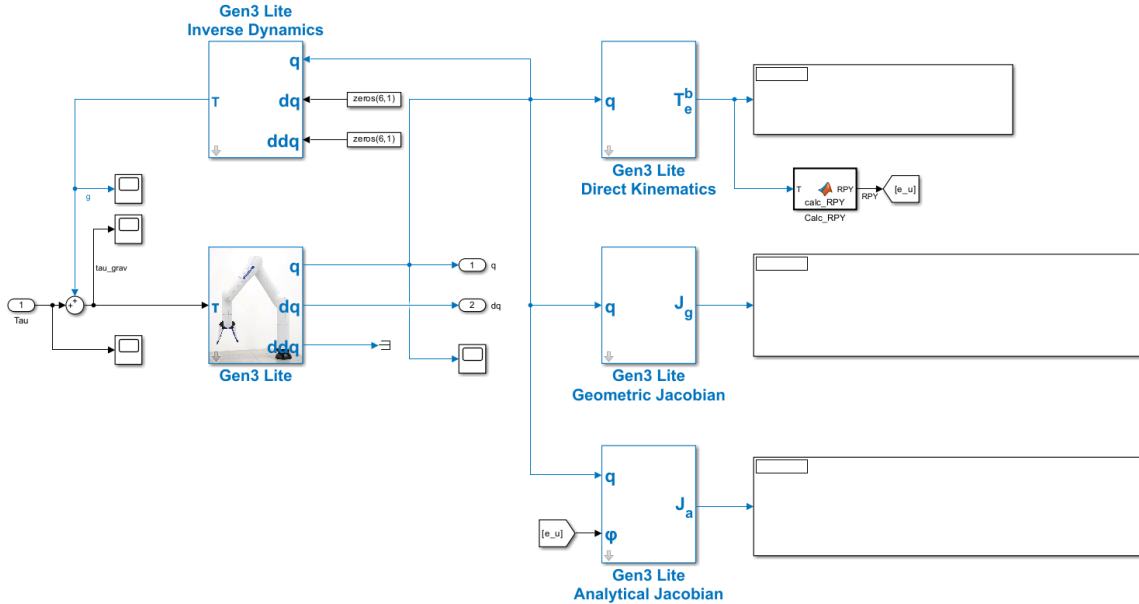 Gen3 Lite
Inverse Dynamics
q
τ
dq
ddq
zeros(6,1)
zeros(6,1)
q
T
b
e
Gen3 Lite
Direct Kinematics
T
RPY
calc_RPY
Calc_RPY
RPY
[e_u]
g
tau_grav
1
Tau
τ
q
dq
ddq
Gen3 Lite
1
q
2
dq
q
J
g
Gen3 Lite
Geometric Jacobian
q
φ
J
a
[e_u]
Gen3 Lite
Analytical Jacobian